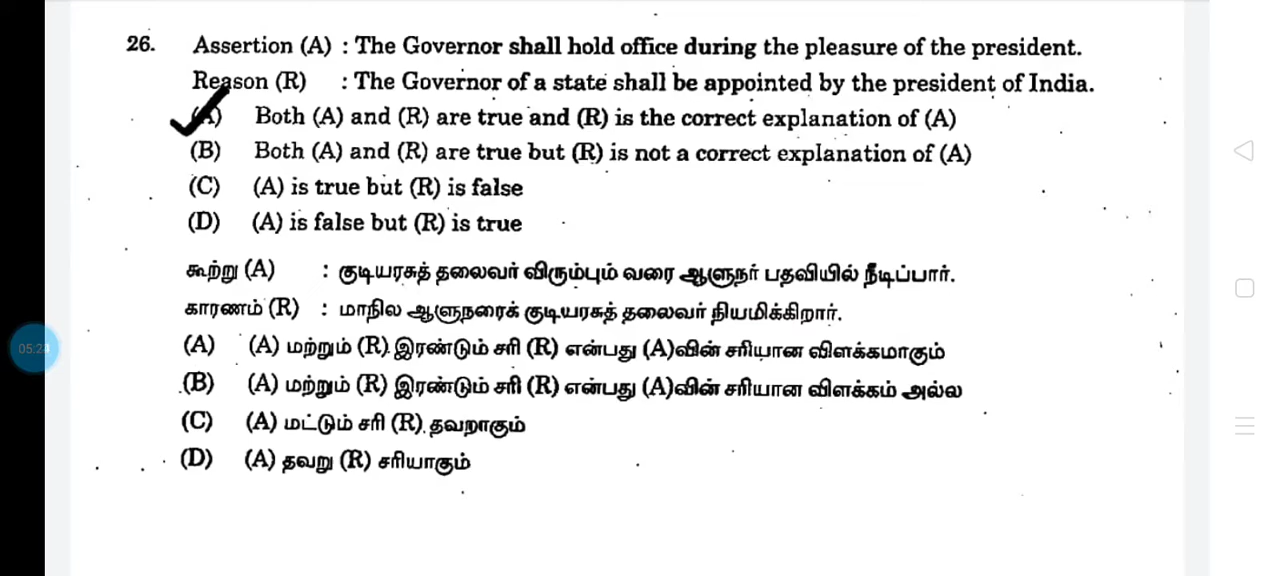 26. Assertion (A) : The Governor shall hold office during the pleasure of the president.
Reason (R) : The Governor of a state shall be appointed by the president of India.
(A) Both (A) and (R) are true and (R) is the correct explanation of (A)
(B) Both (A) and (R) are true but (R) is not a correct explanation of (A)
(C) (A) is true but (R) is false
(D) (A) is false but (R) is true
கூற்று (A) : குடியரசுத் தலைவர் விரும்பும் வரை ஆளுநர் பதவியில் நீடிப்பார்.
காரணம் (R) : மாநில ஆளுநரைக் குடியரசுத் தலைவர் நியமிக்கிறார்.
(A) (A) மற்றும் (R) இரண்டும் சரி (R) என்பது (A)வின் சரியான விளக்கமாகும்
(B) (A) மற்றும் (R) இரண்டும் சரி (R) என்பது (A)வின் சரியான விளக்கம் அல்ல
(C) (A) மட்டும் சரி (R) தவறாகும்
(D) (A) தவறு (R) சரியாகும்